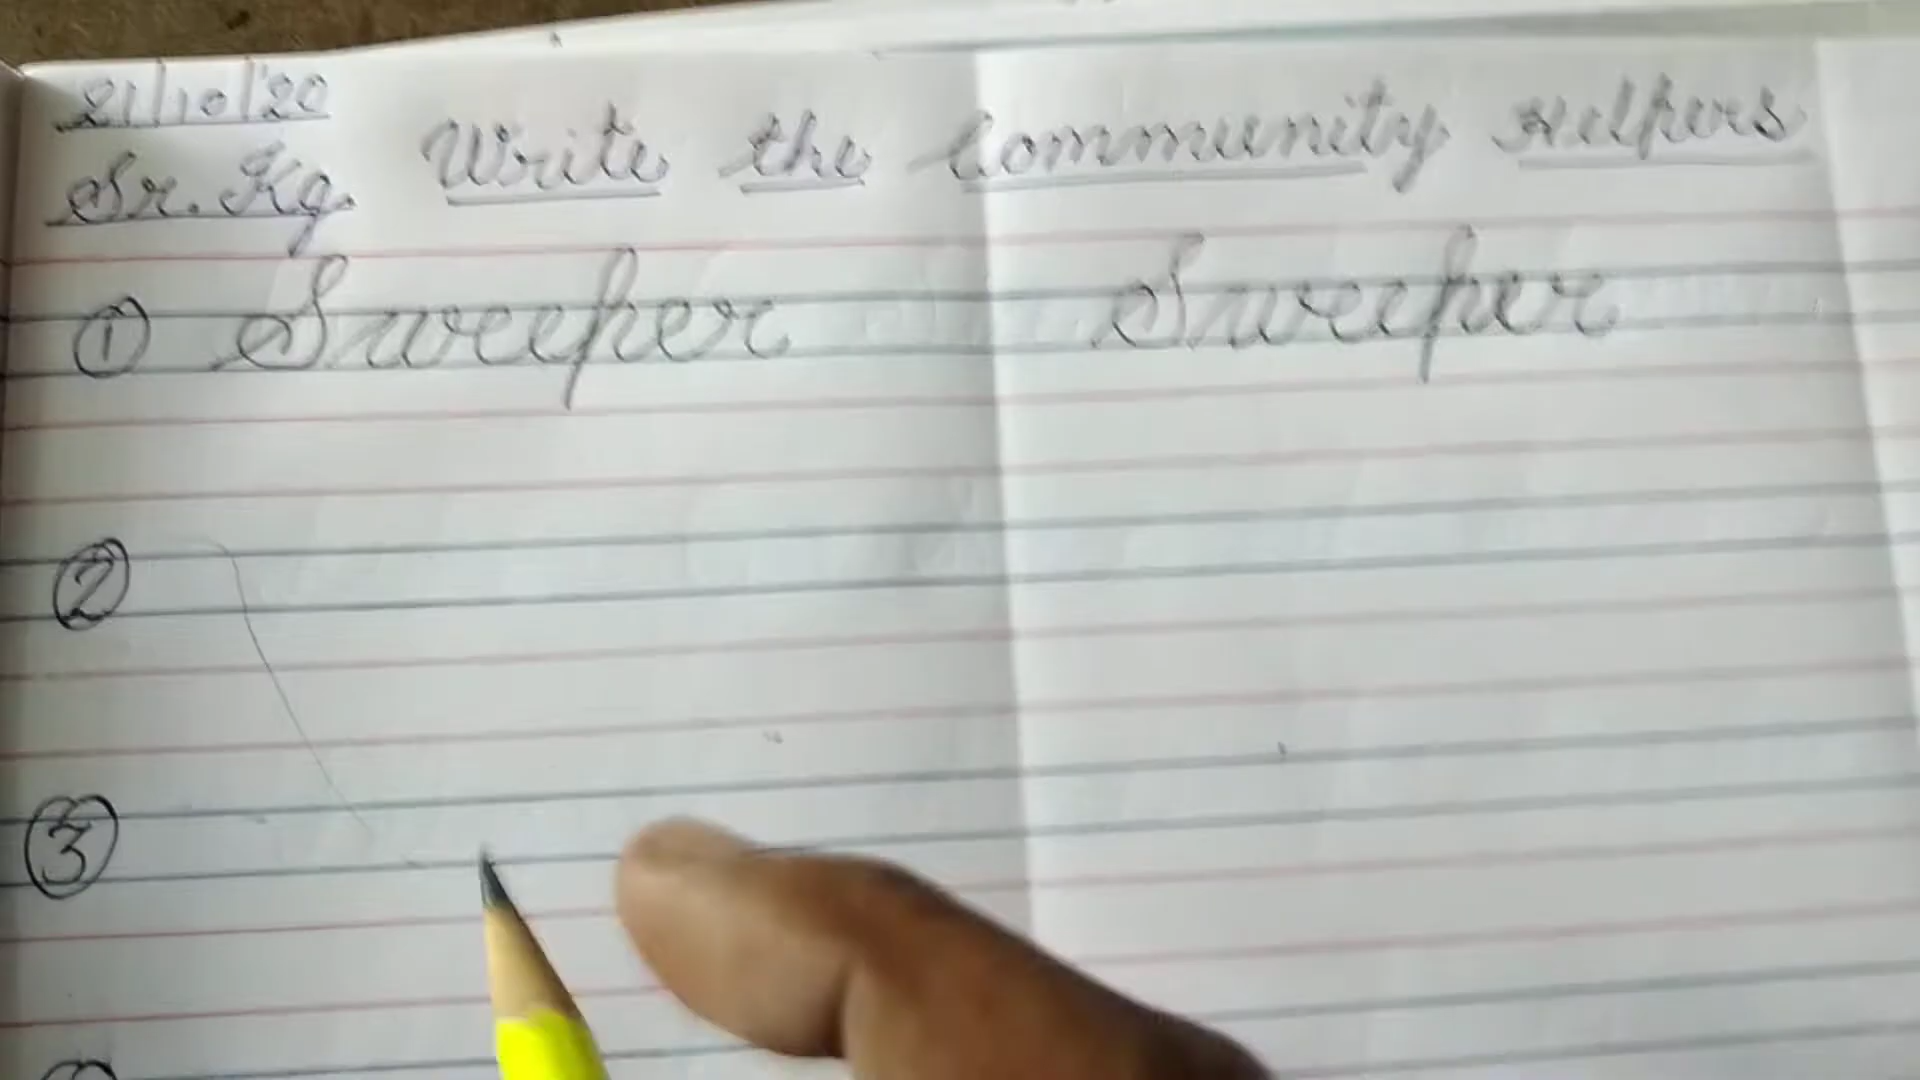 21/10/'20
Sr. Kg.
Write the Community Helpers
① Sweeper Sweeper
②
③